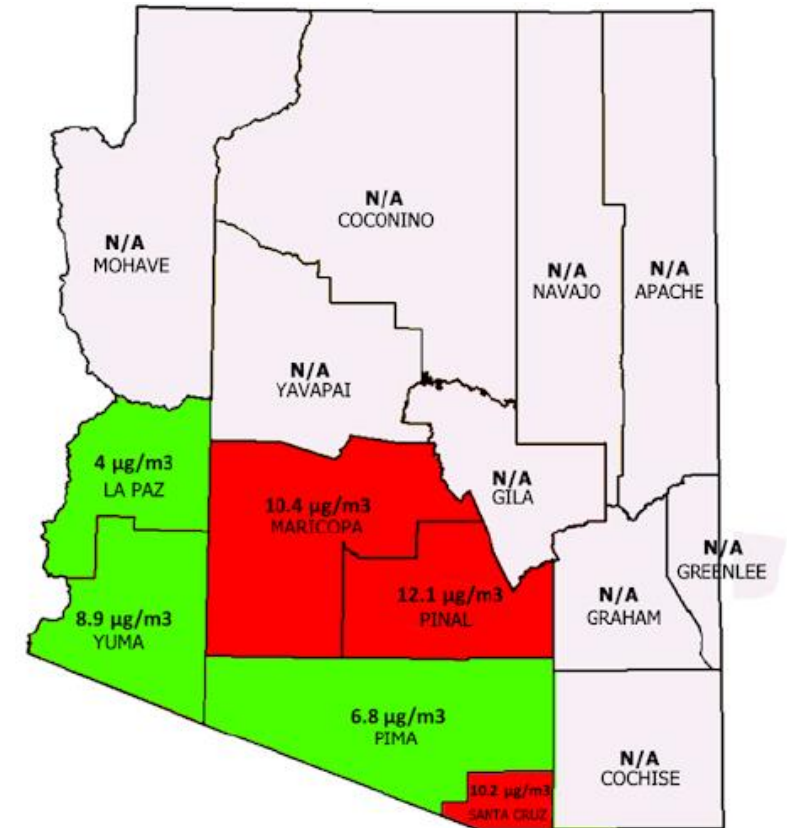 N/A
COCONINO
N/A
MOHAVE
N/A
NAVAJO
N/A
APACHE
N/A
YAVAPAI
4 µg/m3
LA PAZ
N/A
GILA
10.4 µg/m3
MARICOPA
N/A
GREENLEE
12.1 µg/m3
PINAL
N/A
GRAHAM
8.9 µg/m3
YUMA
6.8 µg/m3
PIMA
N/A
COCHISE
10.2 µg/m3
SANTA CRUZ